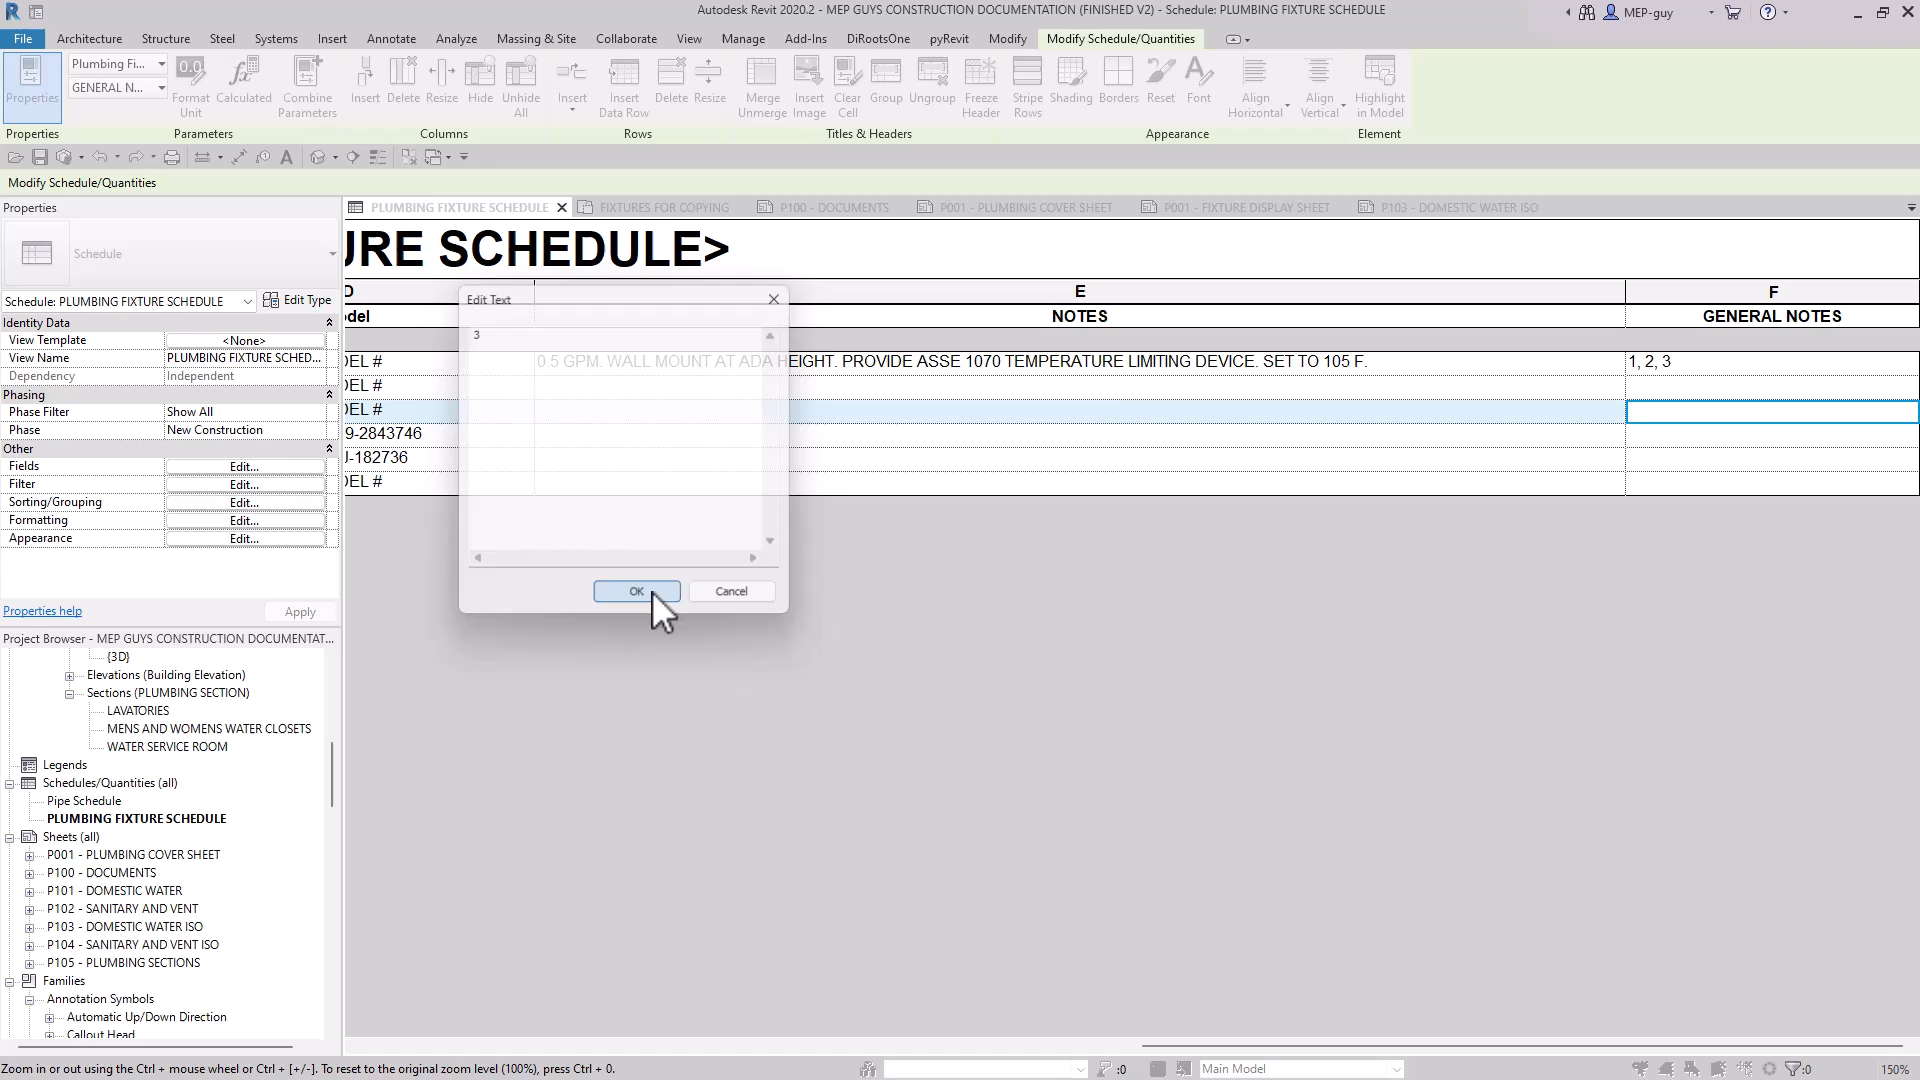 Autodesk Revit 2020.2 - MEP GUYS CONSTRUCTION DOCUMENTATION (FINISHED V2) - Schedule: PLUMBING FIXTURE SCHEDULE
MEP-guy
File Architecture Structure Steel Systems Insert Annotate Analyze Massing & Site Collaborate View Manage Add-Ins DiRootsOne pyRevit Modify Modify Schedule/Quantities
Plumbing Fi...
GENERAL N...
Properties Format Unit Calculated Combine Parameters Insert Delete Resize Hide Unhide All Insert Insert Data Row Delete Resize Merge Unmerge Insert Image Clear Cell Group Ungroup Freeze Header Stripe Rows Shading Borders Reset Font Align Horizontal Align Vertical Highlight in Model
Properties Parameters Columns Rows Titles & Headers Appearance Element
Modify Schedule/Quantities
Properties
PLUMBING FIXTURE SCHEDULE FIXTURES FOR COPYING P100 - DOCUMENTS P001 - PLUMBING COVER SHEET P001 - FIXTURE DISPLAY SHEET P103 - DOMESTIC WATER ISO
Schedule
Schedule: PLUMBING FIXTURE SCHEDULE Edit Type
Identity Data
View Template <None>
View Name PLUMBING FIXTURE SCHED...
Dependency Independent
Phasing
Phase Filter Show All
Phase New Construction
Other
Fields Edit...
Filter Edit...
Sorting/Grouping Edit...
Formatting Edit...
Appearance Edit...
Properties help Apply
URE SCHEDULE>
D E F
odel NOTES GENERAL NOTES
DEL # 0.5 GPM. WALL MOUNT AT ADA HEIGHT. PROVIDE ASSE 1070 TEMPERATURE LIMITING DEVICE. SET TO 105 F. 1, 2, 3
DEL #
DEL #
9-2843746
J-182736
DEL #
Edit Text
3
OK Cancel
Project Browser - MEP GUYS CONSTRUCTION DOCUMENTAT...
{3D}
Elevations (Building Elevation)
Sections (PLUMBING SECTION)
LAVATORIES
MENS AND WOMENS WATER CLOSETS
WATER SERVICE ROOM
Legends
Schedules/Quantities (all)
Pipe Schedule
PLUMBING FIXTURE SCHEDULE
Sheets (all)
P001 - PLUMBING COVER SHEET
P100 - DOCUMENTS
P101 - DOMESTIC WATER
P102 - SANITARY AND VENT
P103 - DOMESTIC WATER ISO
P104 - SANITARY AND VENT ISO
P105 - PLUMBING SECTIONS
Families
Annotation Symbols
Automatic Up/Down Direction
Callout Head
Zoom in or out using the Ctrl + mouse wheel or Ctrl + [+/-]. To reset to the original zoom level (100%), press Ctrl + 0. :0 Main Model :0 150%